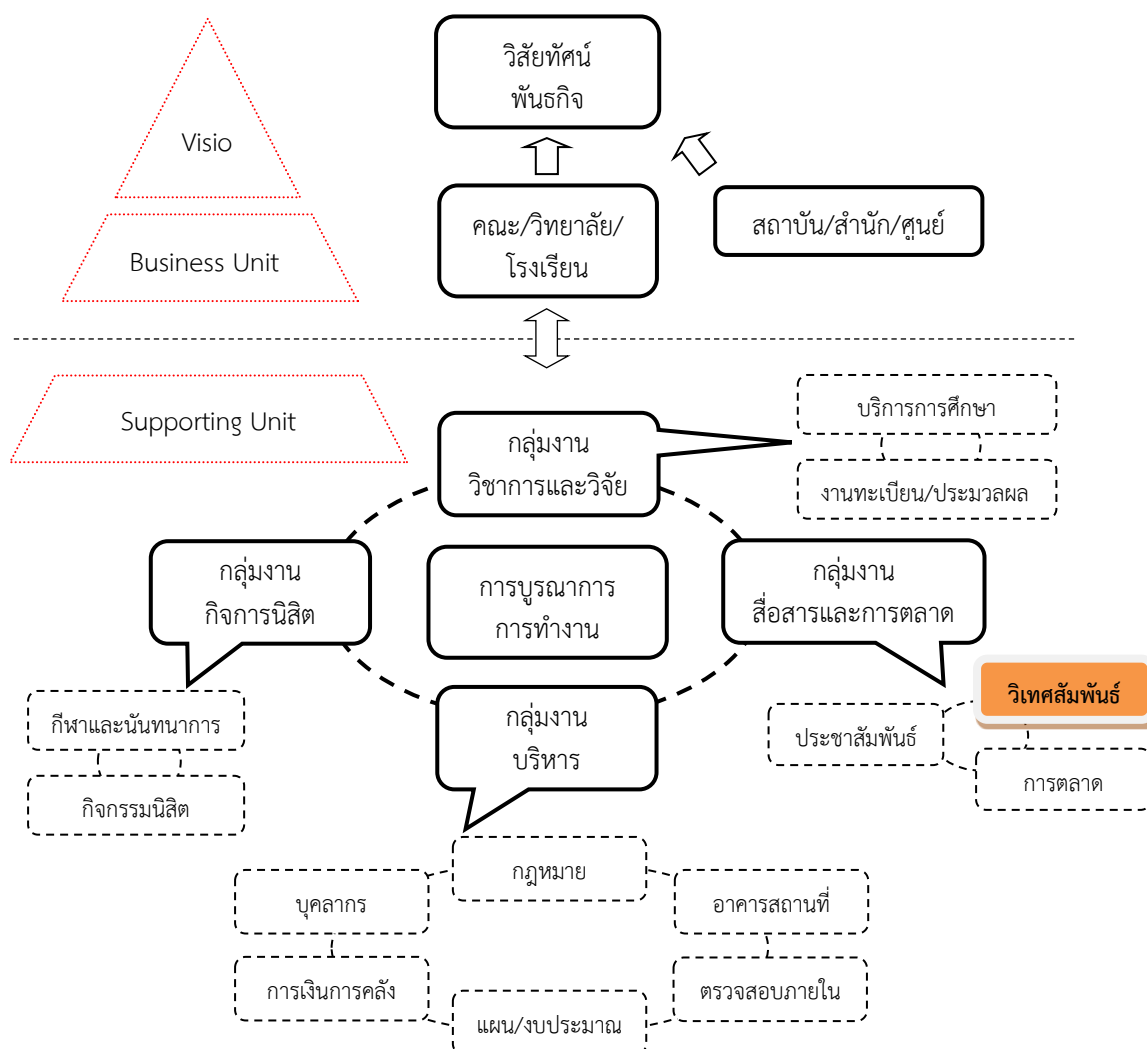 วิสัยทัศน์
พันธกิจ
Visio
คณะ/วิทยาลัย/
โรงเรียน
สถาบัน/สำนัก/ศูนย์
Business Unit
Supporting Unit
กลุ่มงาน
วิชาการและวิจัย
บริการการศึกษา
งานทะเบียน/ประมวลผล
กลุ่มงาน
กิจการนิสิต
การบูรณาการ
การทำงาน
กลุ่มงาน
สื่อสารและการตลาด
กีฬาและนันทนาการ
กิจกรรมนิสิต
กลุ่มงาน
บริหาร
วิเทศสัมพันธ์
ประชาสัมพันธ์
การตลาด
กฎหมาย
บุคลากร
อาคารสถานที่
การเงินการคลัง
ตรวจสอบภายใน
แผน/งบประมาณ